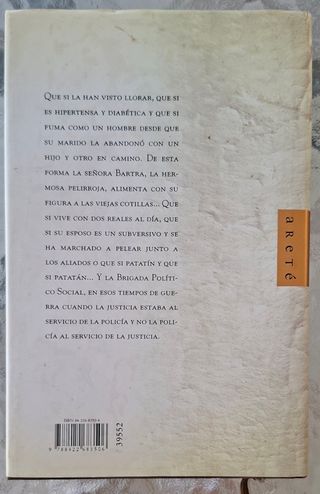 Que si la han visto llorar, que si
es hipertensa y diabética y que si
fuma como un hombre desde que
su marido la abandonó con un
hijo y otro en camino. De esta
forma la señora Bartra, la her-
mosa pelirroja, alimenta con su
figura a las viejas cotillas... Que
si vive con dos reales al día, que
si su esposo es un subversivo y se
ha marchado a pelear junto a
los aliados o que si patatín y que
si patatán... Y la Brigada Políti-
co Social, en esos tiempos de gue-
rra cuando la justicia estaba al
servicio de la policía y no la poli-
cía al servicio de la justicia.
areté
39552